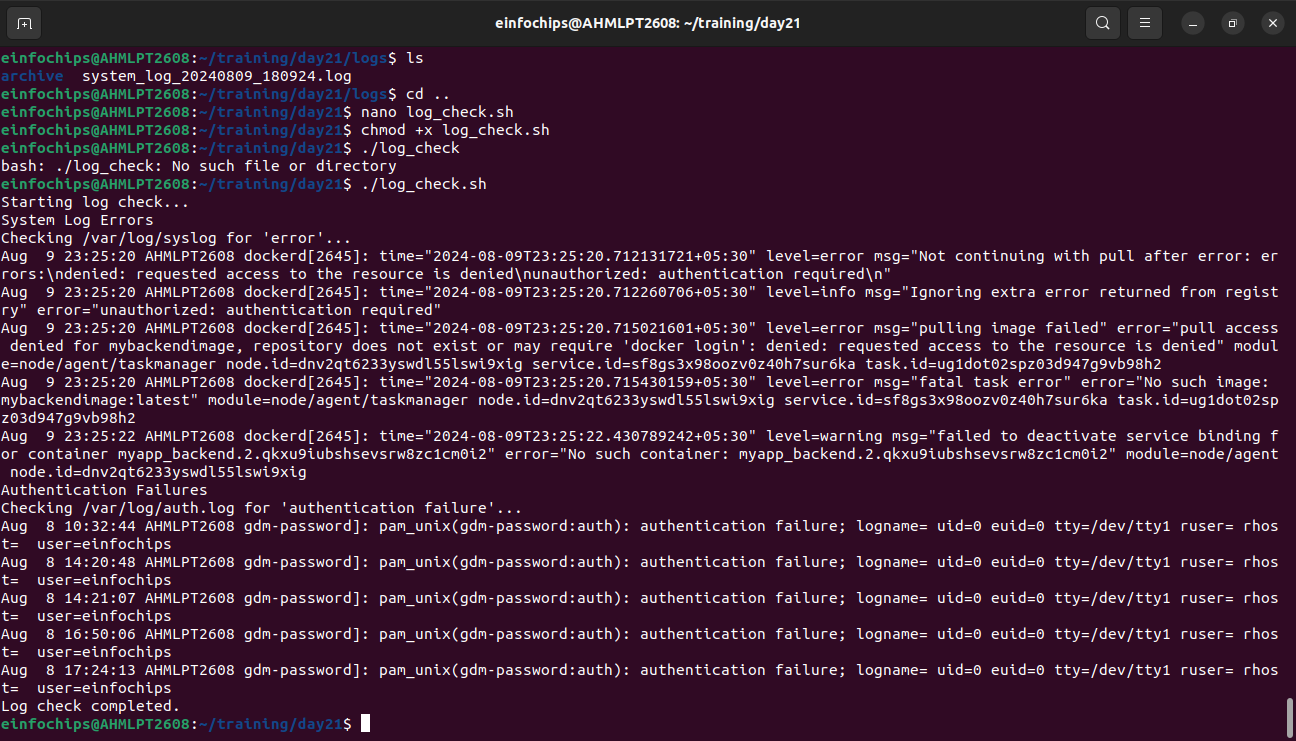 einfochips@AHMLPT2608: ~/training/day21
einfochips@AHMLPT2608:~/training/day21/logs$ ls
archive  system_log_20240809_180924.log
einfochips@AHMLPT2608:~/training/day21/logs$ cd ..
einfochips@AHMLPT2608:~/training/day21$ nano log_check.sh
einfochips@AHMLPT2608:~/training/day21$ chmod +x log_check.sh
einfochips@AHMLPT2608:~/training/day21$ ./log_check
bash: ./log_check: No such file or directory
einfochips@AHMLPT2608:~/training/day21$ ./log_check.sh
Starting log check...
System Log Errors
Checking /var/log/syslog for 'error'...
Aug  9 23:25:20 AHMLPT2608 dockerd[2645]: time="2024-08-09T23:25:20.712131721+05:30" level=error msg="Not continuing with pull after error: er
rors:\ndenied: requested access to the resource is denied\nunauthorized: authentication required\n"
Aug  9 23:25:20 AHMLPT2608 dockerd[2645]: time="2024-08-09T23:25:20.712260706+05:30" level=info msg="Ignoring extra error returned from regist
ry" error="unauthorized: authentication required"
Aug  9 23:25:20 AHMLPT2608 dockerd[2645]: time="2024-08-09T23:25:20.715021601+05:30" level=error msg="pulling image failed" error="pull access
 denied for mybackendimage, repository does not exist or may require 'docker login': denied: requested access to the resource is denied" modul
e=node/agent/taskmanager node.id=dnv2qt6233yswdl55lswi9xig service.id=sf8gs3x98oozv0z40h7sur6ka task.id=ug1dot02spz03d947g9vb98h2
Aug  9 23:25:20 AHMLPT2608 dockerd[2645]: time="2024-08-09T23:25:20.715430159+05:30" level=error msg="fatal task error" error="No such image:
mybackendimage:latest" module=node/agent/taskmanager node.id=dnv2qt6233yswdl55lswi9xig service.id=sf8gs3x98oozv0z40h7sur6ka task.id=ug1dot02sp
z03d947g9vb98h2
Aug  9 23:25:22 AHMLPT2608 dockerd[2645]: time="2024-08-09T23:25:22.430789242+05:30" level=warning msg="failed to deactivate service binding f
or container myapp_backend.2.qkxu9iubshsevsrw8zc1cm0i2" error="No such container: myapp_backend.2.qkxu9iubshsevsrw8zc1cm0i2" module=node/agent
 node.id=dnv2qt6233yswdl55lswi9xig
Authentication Failures
Checking /var/log/auth.log for 'authentication failure'...
Aug  8 10:32:44 AHMLPT2608 gdm-password]: pam_unix(gdm-password:auth): authentication failure; logname= uid=0 euid=0 tty=/dev/tty1 ruser= rhos
t=  user=einfochips
Aug  8 14:20:48 AHMLPT2608 gdm-password]: pam_unix(gdm-password:auth): authentication failure; logname= uid=0 euid=0 tty=/dev/tty1 ruser= rhos
t=  user=einfochips
Aug  8 14:21:07 AHMLPT2608 gdm-password]: pam_unix(gdm-password:auth): authentication failure; logname= uid=0 euid=0 tty=/dev/tty1 ruser= rhos
t=  user=einfochips
Aug  8 16:50:06 AHMLPT2608 gdm-password]: pam_unix(gdm-password:auth): authentication failure; logname= uid=0 euid=0 tty=/dev/tty1 ruser= rhos
t=  user=einfochips
Aug  8 17:24:13 AHMLPT2608 gdm-password]: pam_unix(gdm-password:auth): authentication failure; logname= uid=0 euid=0 tty=/dev/tty1 ruser= rhos
t=  user=einfochips
Log check completed.
einfochips@AHMLPT2608:~/training/day21$